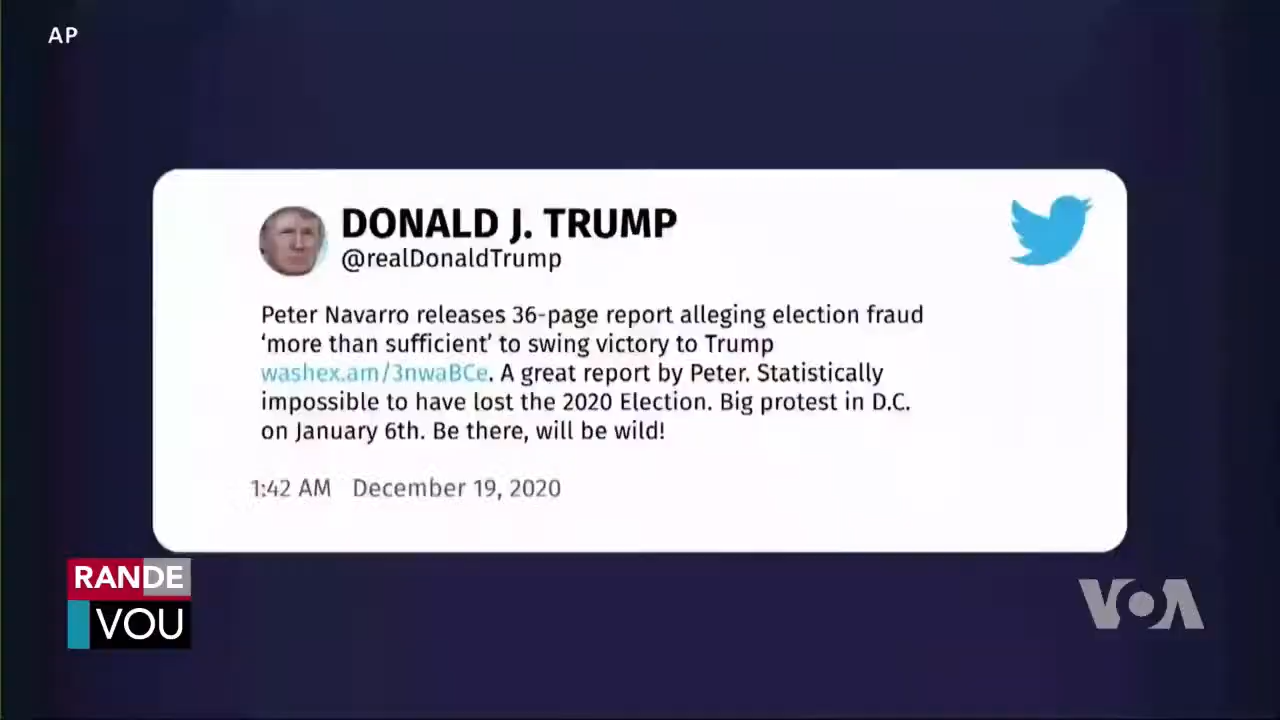 AP
DONALD J. TRUMP
@realDonaldTrump
Peter Navarro releases 36-page report alleging election fraud
‘more than sufficient’ to swing victory to Trump
washex.am/3nwaBCe. A great report by Peter. Statistically
impossible to have lost the 2020 Election. Big protest in D.C.
on January 6th. Be there, will be wild!
1:42 AM December 19, 2020
RANDE
VOU
VOA